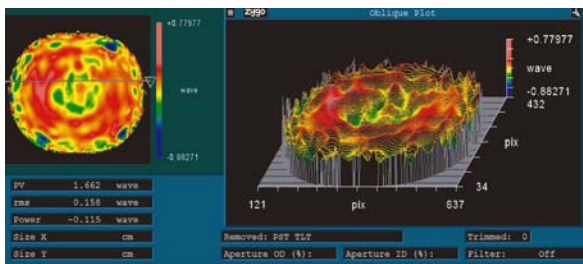 +0.77977
wave
-0.88271
PV 1.662 wave
rms 0.158 wave
Power -0.115 wave
Size X cm
Size Y cm
zygo Oblique Plot
+0.77977
wave
-0.88271
432
pix
34
121 pix 637
Removed: PST TLT Trimmed: 0
Aperture OD (%): Aperture ID (%): Filter: Off